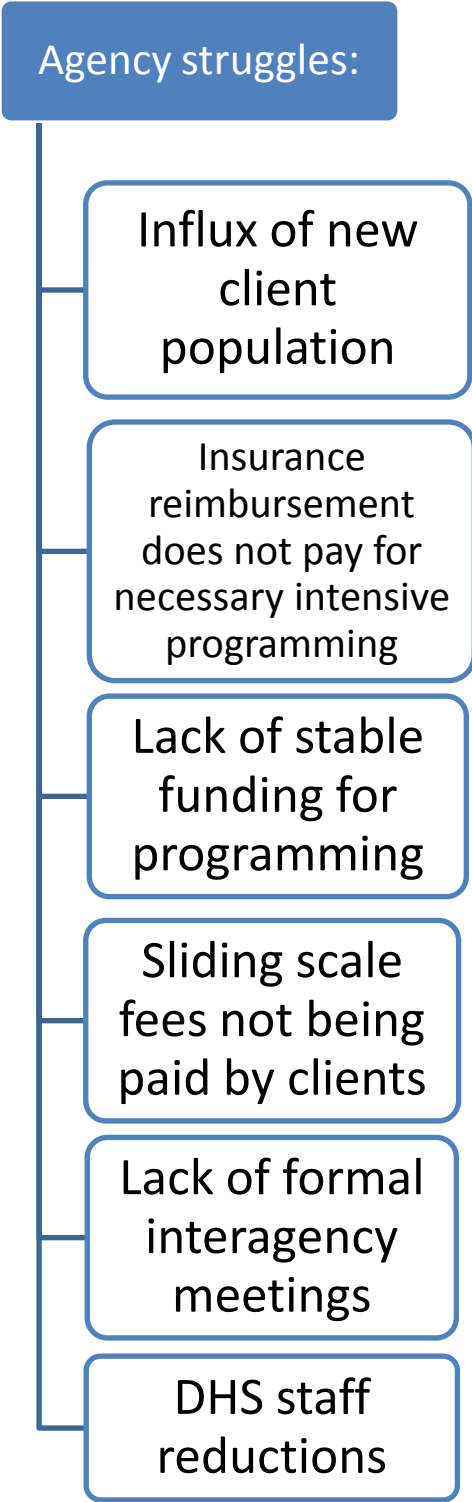 Agency struggles:
Influx of new
client
population
Insurance
reimbursement
does not pay for
necessary intensive
programming
Lack of stable
funding for
programming
Sliding scale
fees not being
paid by clients
Lack of formal
interagency
meetings
DHS staff
reductions